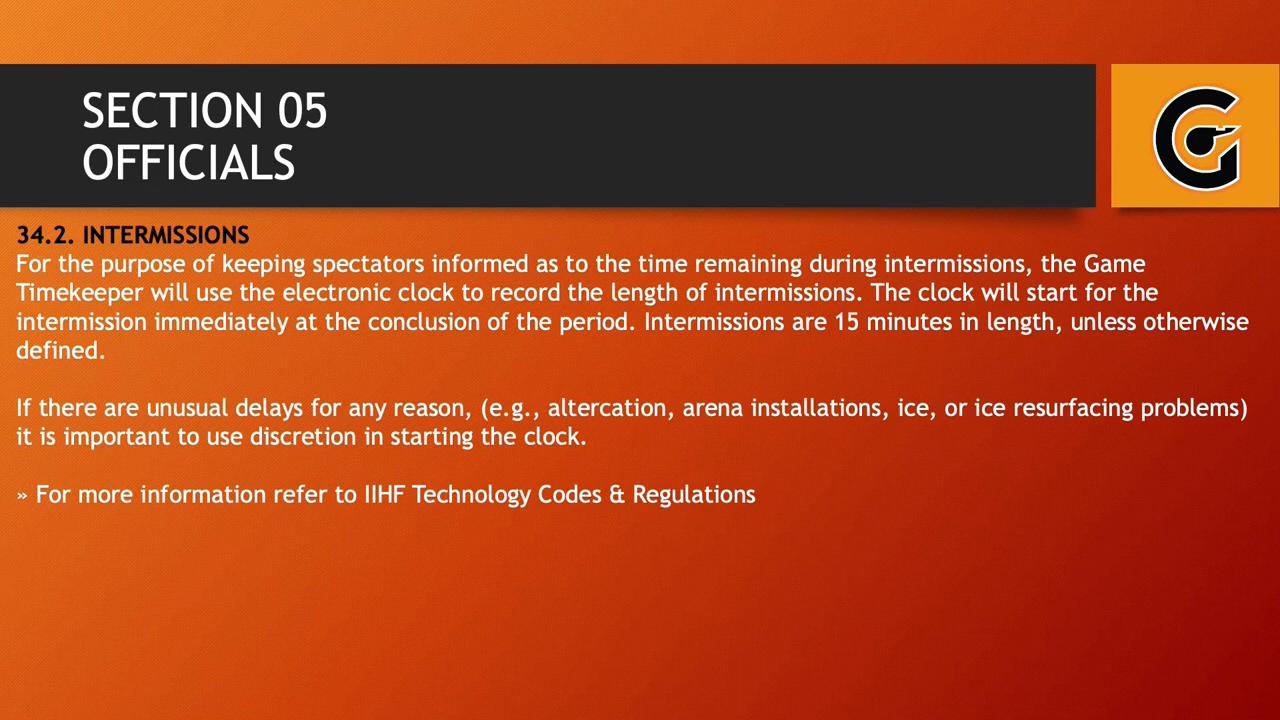 SECTION 05
OFFICIALS
34.2. INTERMISSIONS
For the purpose of keeping spectators informed as to the time remaining during intermissions, the Game
Timekeeper will use the electronic clock to record the length of intermissions. The clock will start for the
intermission immediately at the conclusion of the period. Intermissions are 15 minutes in length, unless otherwise
defined.
If there are unusual delays for any reason, (e.g., altercation, arena installations, ice, or ice resurfacing problems)
it is important to use discretion in starting the clock.
» For more information refer to IIHF Technology Codes & Regulations